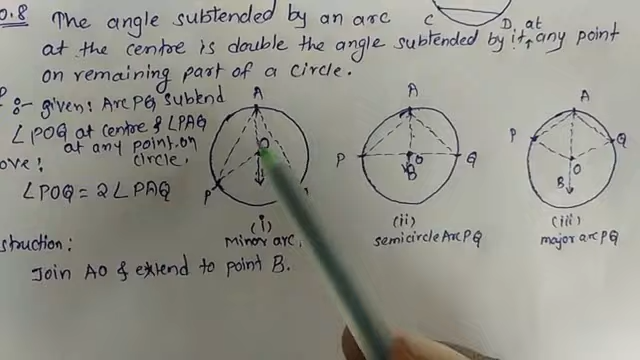 0.8 The angle subtended by an arc
C D, at
at the centre is double the angle subtended by it, any point
on remaining part of a circle.
:- given: Arc PQ subtend
∠POQ at centre & ∠PAQ
at any point on
circle.
ove:
∠POQ = 2∠PAQ
struction:
Join AO & extend to point B.
A
O
P
(i)
Minor arc.
A
P O Q
B
(ii)
semicircle Arc PQ
A
P Q
O
B
(iii)
major arc PQ